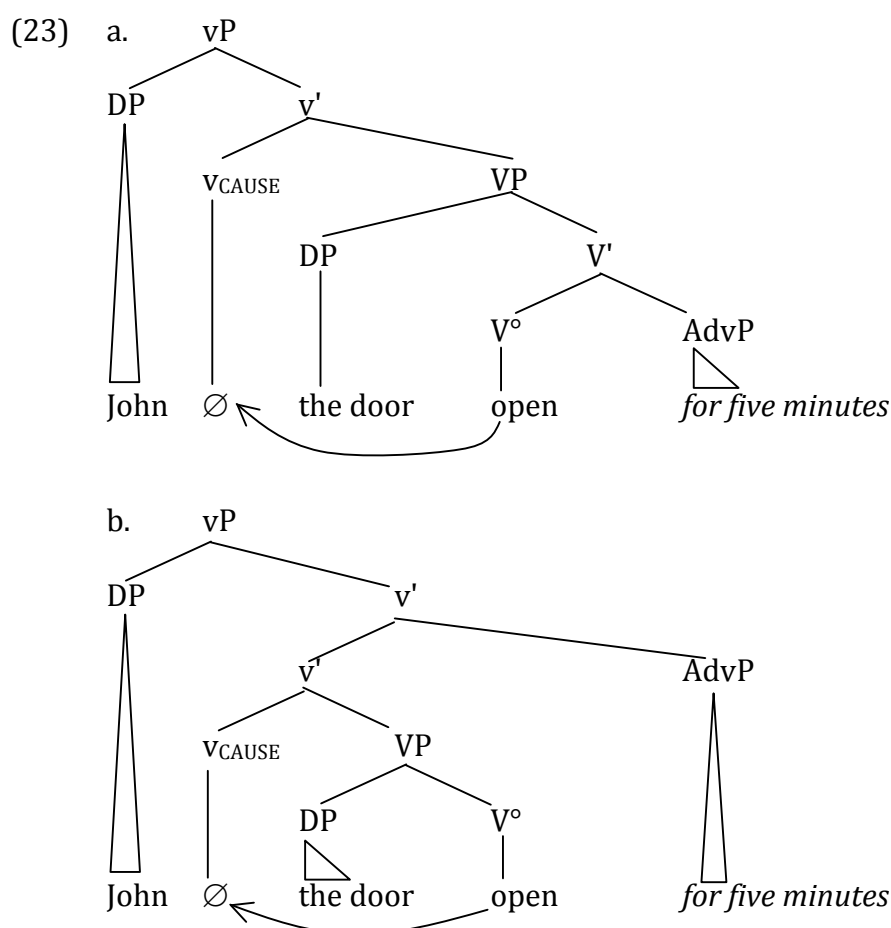 (23) a. vP
DP v'
vCAUSE VP
DP V'
V° AdvP
John ∅ the door open for five minutes
b. vP
DP v'
v' AdvP
vCAUSE VP
DP V°
John ∅ the door open for five minutes